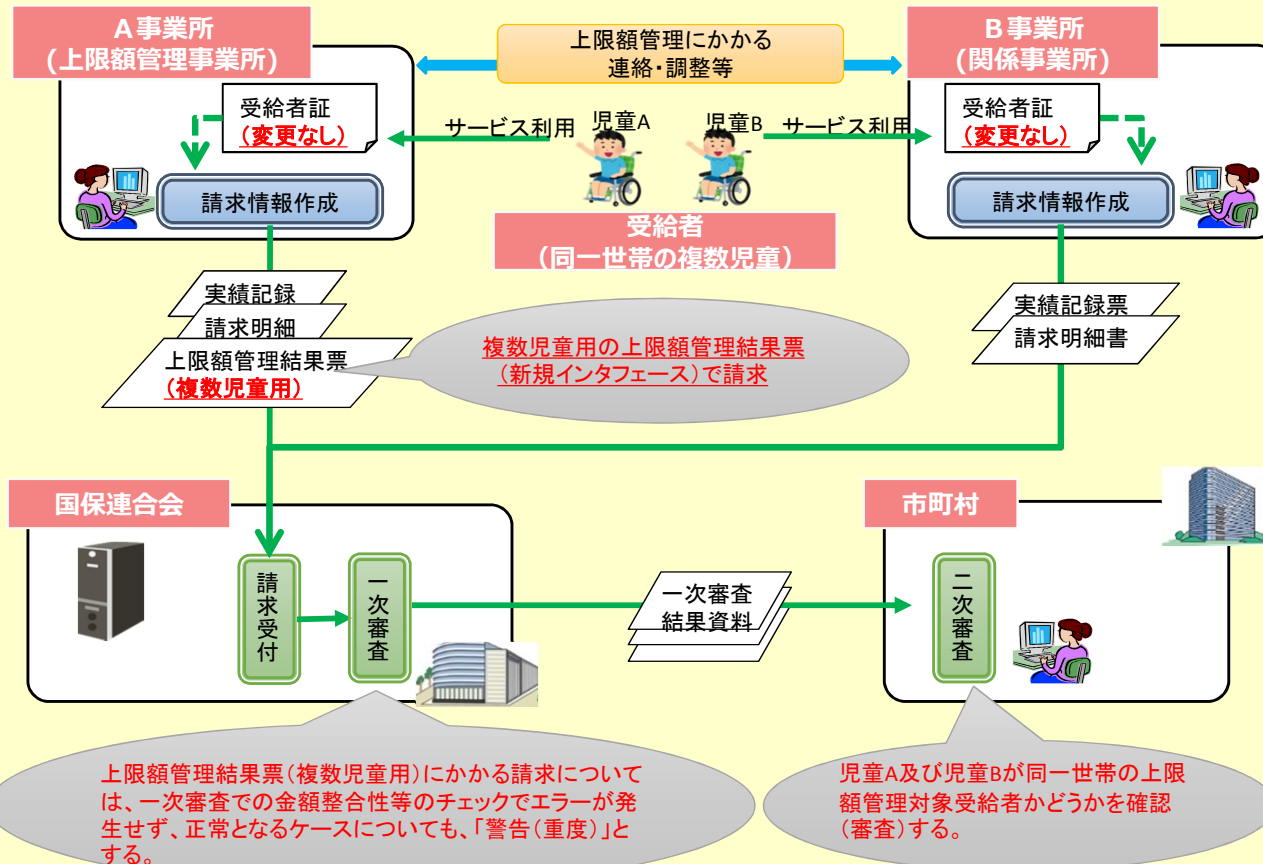 A事業所
(上限額管理事業所)
上限額管理にかかる
連絡・調整等
B事業所
(関係事業所)
受給者証
(変更なし)
サービス利用
児童A
児童B
サービス利用
受給者証
(変更なし)
請求情報作成
請求情報作成
受給者
(同一世帯の複数児童)
実績記録
請求明細
上限額管理結果票
(複数児童用)
複数児童用の上限額管理結果票
(新規インタフェース)で請求
実績記録票
請求明細書
国保連合会
市町村
請求受付
一次審査
一次審査
結果資料
二次審査
上限額管理結果票(複数児童用)にかかる請求について
は、一次審査での金額整合性等のチェックでエラーが発
生せず、正常となるケースについても、「警告(重度)」と
する。
児童A及び児童Bが同一世帯の上限
額管理対象受給者かどうかを確認
(審査)する。